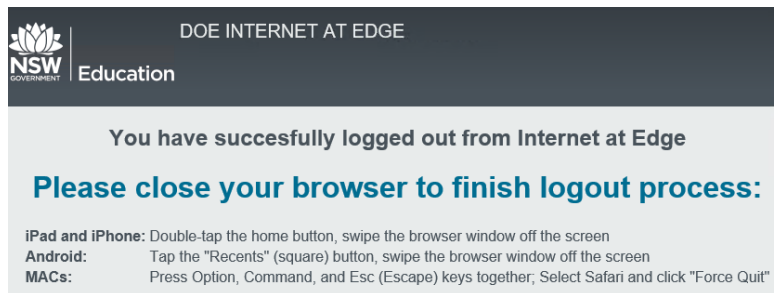 DOE INTERNET AT EDGE
NSW
GOVERNMENT
Education
You have succesfully logged out from Internet at Edge
Please close your browser to finish logout process:
iPad and iPhone: Double-tap the home button, swipe the browser window off the screen
Android: Tap the "Recents" (square) button, swipe the browser window off the screen
MACs: Press Option, Command, and Esc (Escape) keys together; Select Safari and click "Force Quit"